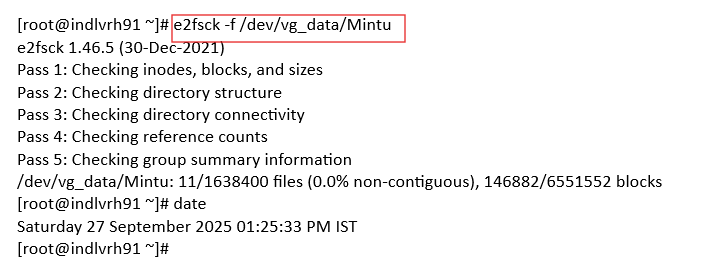 [root@indlvrh91 ~]# e2fsck -f /dev/vg_data/Mintu
e2fsck 1.46.5 (30-Dec-2021)
Pass 1: Checking inodes, blocks, and sizes
Pass 2: Checking directory structure
Pass 3: Checking directory connectivity
Pass 4: Checking reference counts
Pass 5: Checking group summary information
/dev/vg_data/Mintu: 11/1638400 files (0.0% non-contiguous), 146882/6551552 blocks
[root@indlvrh91 ~]# date
Saturday 27 September 2025 01:25:33 PM IST
[root@indlvrh91 ~]#